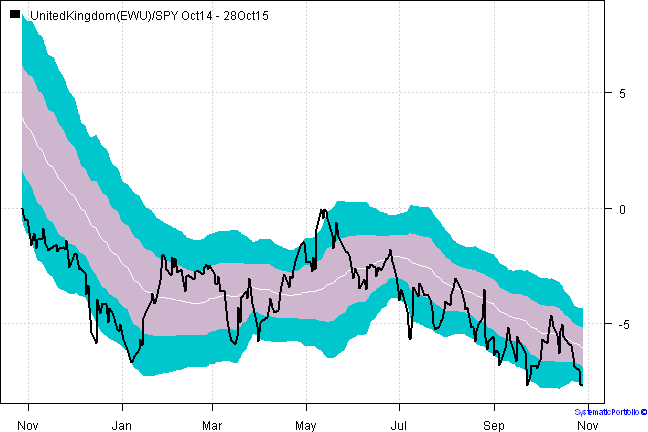 UnitedKingdom(EWU)/SPY Oct14 - 28Oct15
5
0
-5
SystematicPortfolio ©
Nov Jan Mar May Jul Sep Nov